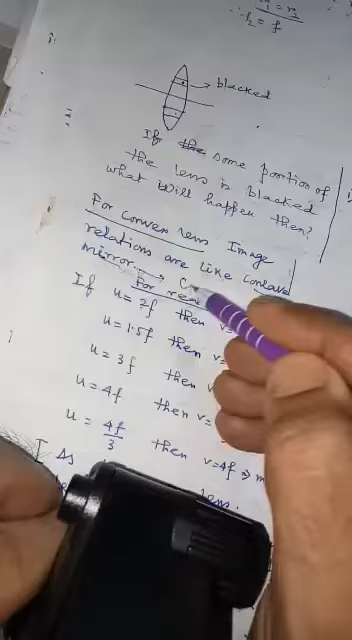 = m
∴ f₂ = f
blacked
If the some portion of
the lens is blacked
what will happen then?
For convex lens Image
relations are like concave
mirror. → C
For
If u = 2f then v =
u = 1.5f then v =
u = 3f then v
u = 4f then v =
u = 4f/3 then v = 4f ⇒ m
I As
lens.